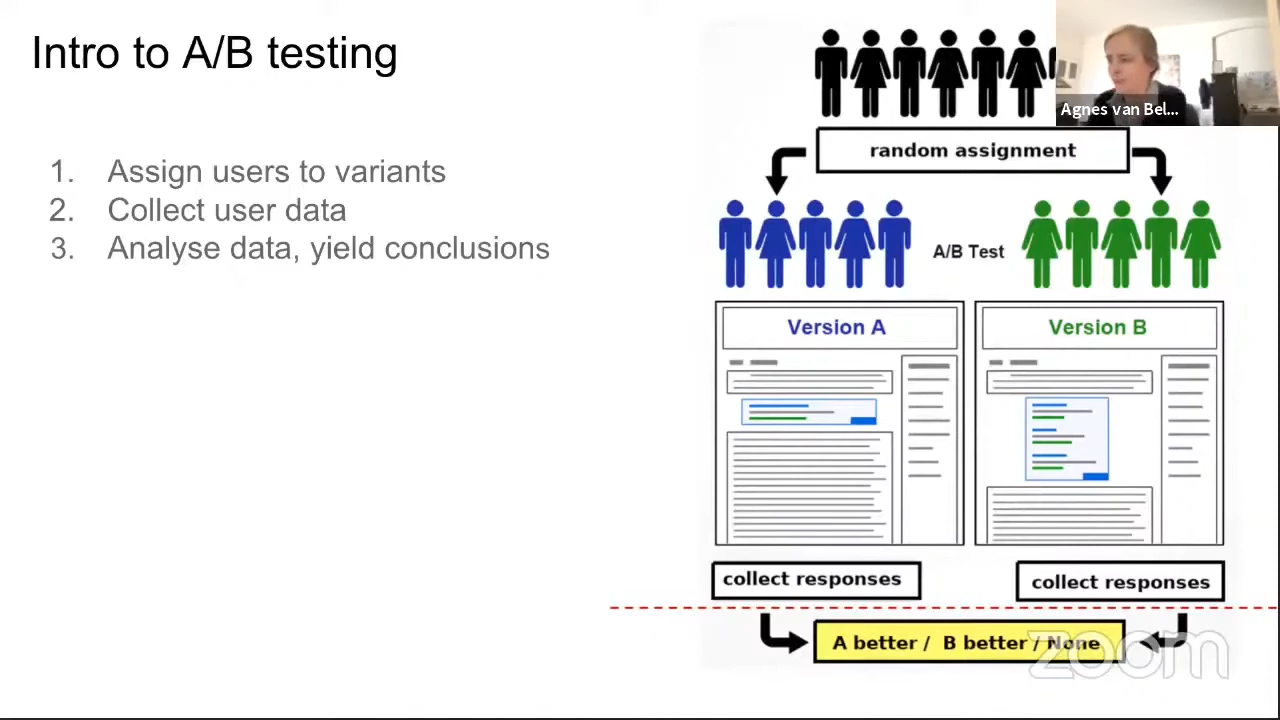 Intro to A/B testing
Agnes van Bel...
1. Assign users to variants
2. Collect user data
3. Analyse data, yield conclusions
random assignment
A/B Test
Version A
Version B
collect responses
collect responses
A better / B better / None
zoom